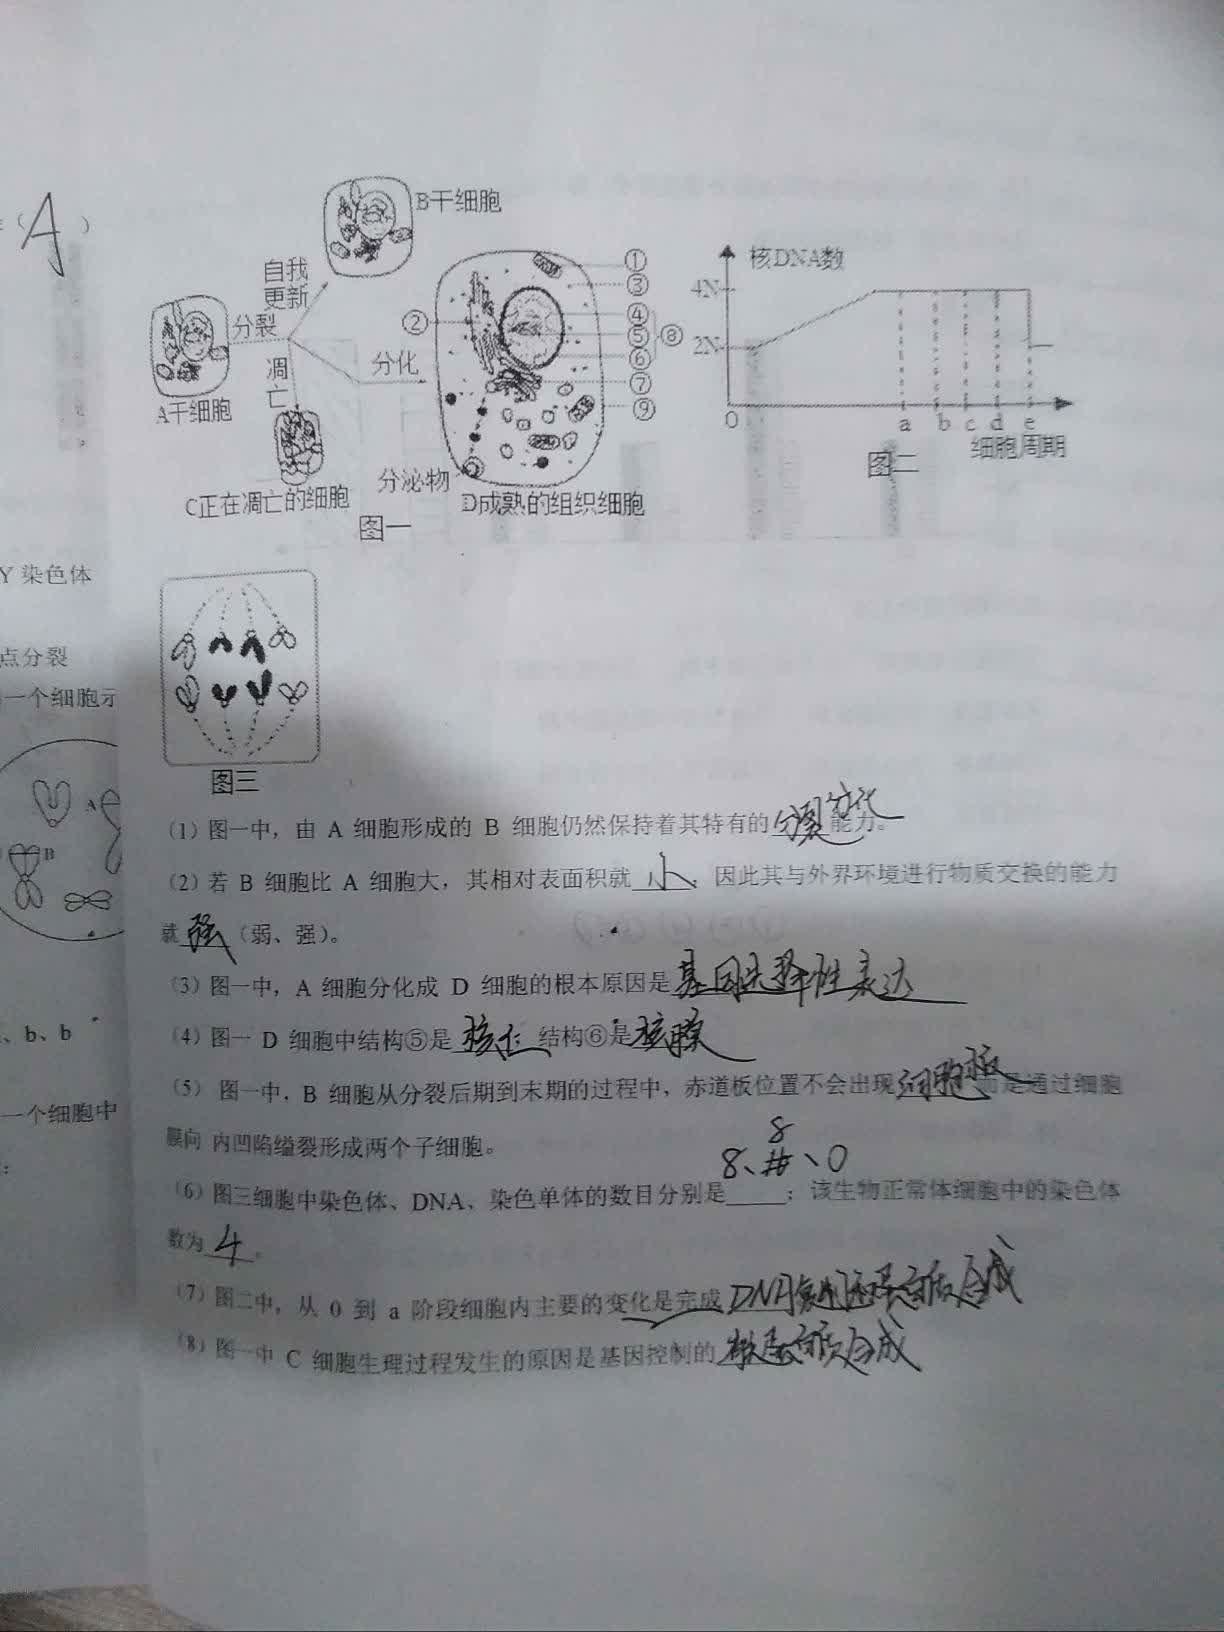 A
B干细胞
自我
更新
分裂
凋
亡
分化
A干细胞
C正在凋亡的细胞
分泌物
D成熟的组织细胞
①
③
②
④
⑤
⑧
⑥
⑦
⑨
图一
核DNA数
4N
2N
0 a b c d e
细胞周期
图二
Y 染色体
点分裂
一个细胞示
A
B
、b、b
一个细胞中
图三
(1) 图一中，由 A 细胞形成的 B 细胞仍然保持着其特有的分裂分化能力。
(2) 若 B 细胞比 A 细胞大，其相对表面积就小，因此其与外界环境进行物质交换的能力
就强（弱、强）。
(3) 图一中，A 细胞分化成 D 细胞的根本原因是基因选择性表达
(4) 图一 D 细胞中结构⑤是核仁 结构⑥是核膜
(5) 图一中，B 细胞从分裂后期到末期的过程中，赤道板位置不会出现细胞板而是通过细胞
膜向 内凹陷缢裂形成两个子细胞。
8
8、、0
(6) 图三细胞中染色体、DNA、染色单体的数目分别是____；该生物正常体细胞中的染色体
数为 4 。
(7) 图二中，从 0 到 a 阶段细胞内主要的变化是完成DNA复制蛋白质合成
(8) 图一中 C 细胞生理过程发生的原因是基因控制的蛋白质合成